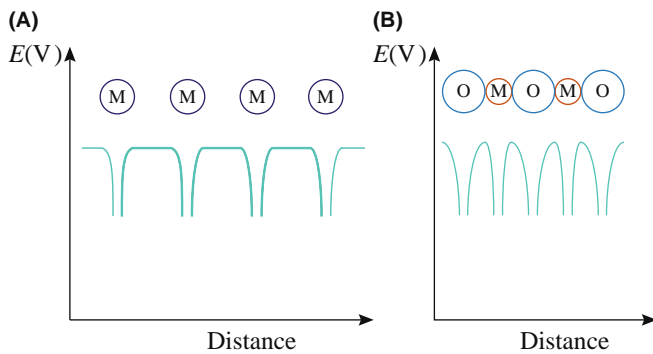 (A)
E(V)
M M M M
Distance
(B)
E(V)
O M O M O
Distance